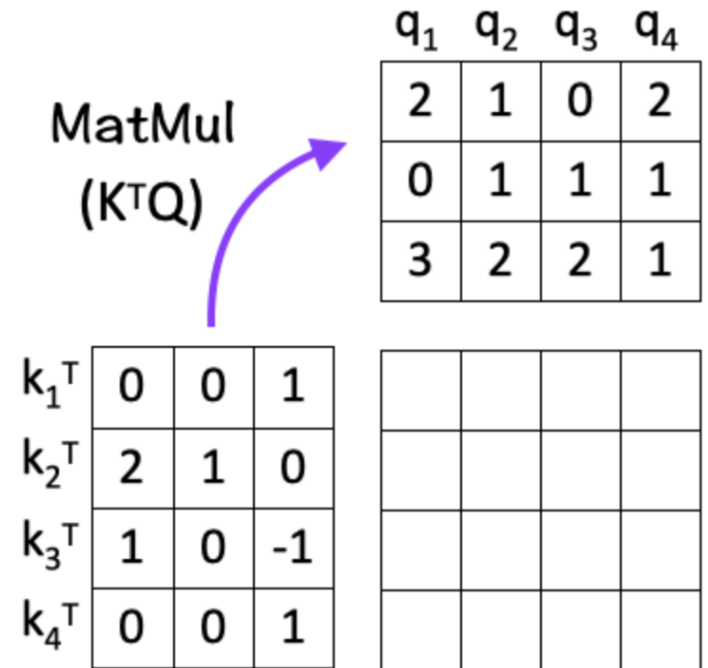 q₁ q₂ q₃ q₄
MatMul
(KᵀQ)
2 1 0 2
0 1 1 1
3 2 2 1
k₁ᵀ 0 0 1
k₂ᵀ 2 1 0
k₃ᵀ 1 0 -1
k₄ᵀ 0 0 1